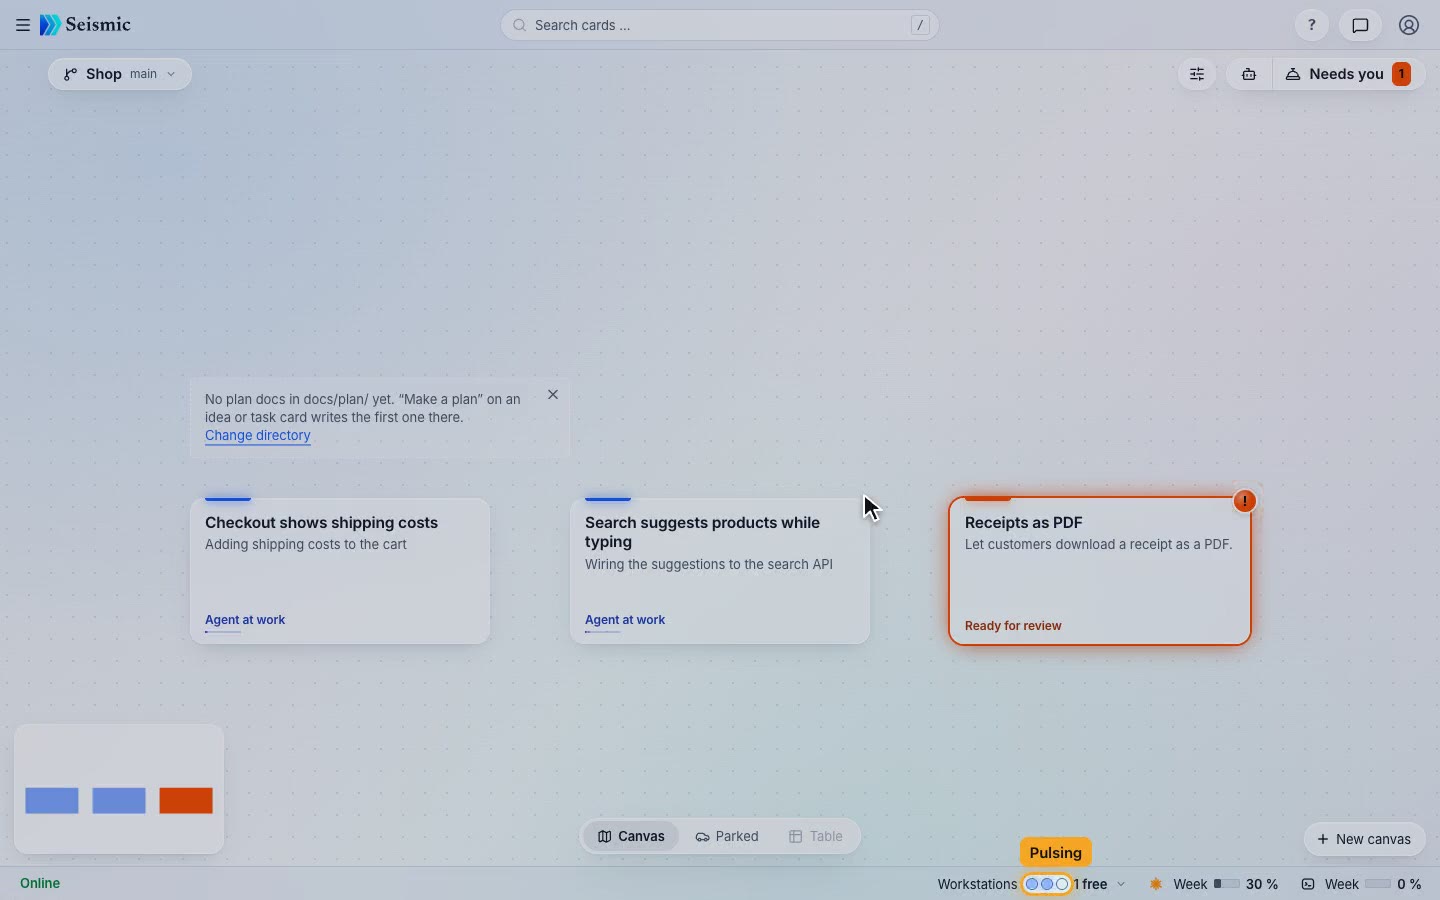 Seismic
Search cards ...
/
?
Shop main
Needs you 1
No plan docs in docs/plan/ yet. “Make a plan” on an
idea or task card writes the first one there.
Change directory
Checkout shows shipping costs
Adding shipping costs to the cart
Agent at work
Search suggests products while
typing
Wiring the suggestions to the search API
Agent at work
!
Receipts as PDF
Let customers download a receipt as a PDF.
Ready for review
Canvas
Parked
Table
New canvas
Pulsing
Online
Workstations
1 free
Week 30 %
Week 0 %